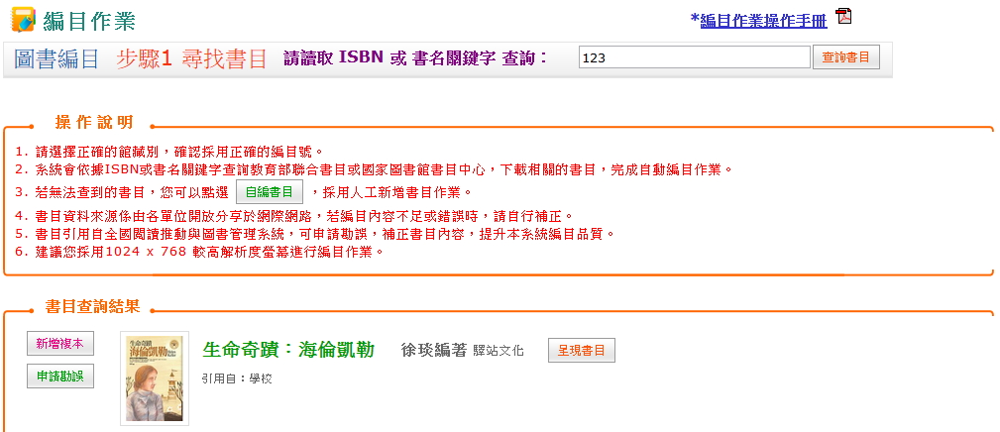 編目作業
*編目作業操作手冊
圖書編目 步驟1 尋找書目 請讀取 ISBN 或 書名關鍵字 查詢： 123 查詢書目
操 作 說 明
1. 請選擇正確的館藏別，確認採用正確的編目號。
2. 系統會依據ISBN或書名關鍵字查詢教育部聯合書目或國家圖書館書目中心，下載相關的書目，完成自動編目作業。
3. 若無法查到的書目，您可以點選 自編書目 ，採用人工新增書目作業。
4. 書目資料來源係由各單位開放分享於網際網路，若編目內容不足或錯誤時，請自行補正。
5. 書目引用自全國閱讀推動與圖書管理系統，可申請勘誤，補正書目內容，提升本系統編目品質。
6. 建議您採用1024 x 768 較高解析度螢幕進行編目作業。
書目查詢結果
新增複本
申請勘誤
生命奇蹟
海倫凱勒
生命奇蹟：海倫凱勒 徐琰編著 驛站文化 呈現書目
引用自：學校